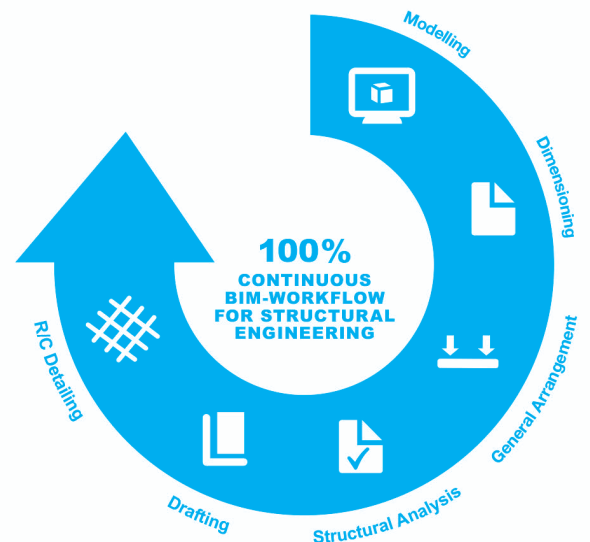 Modelling
Dimensioning
General Arrangement
Structural Analysis
Drafting
R/C Detailing
100%
CONTINUOUS
BIM-WORKFLOW
FOR STRUCTURAL
ENGINEERING